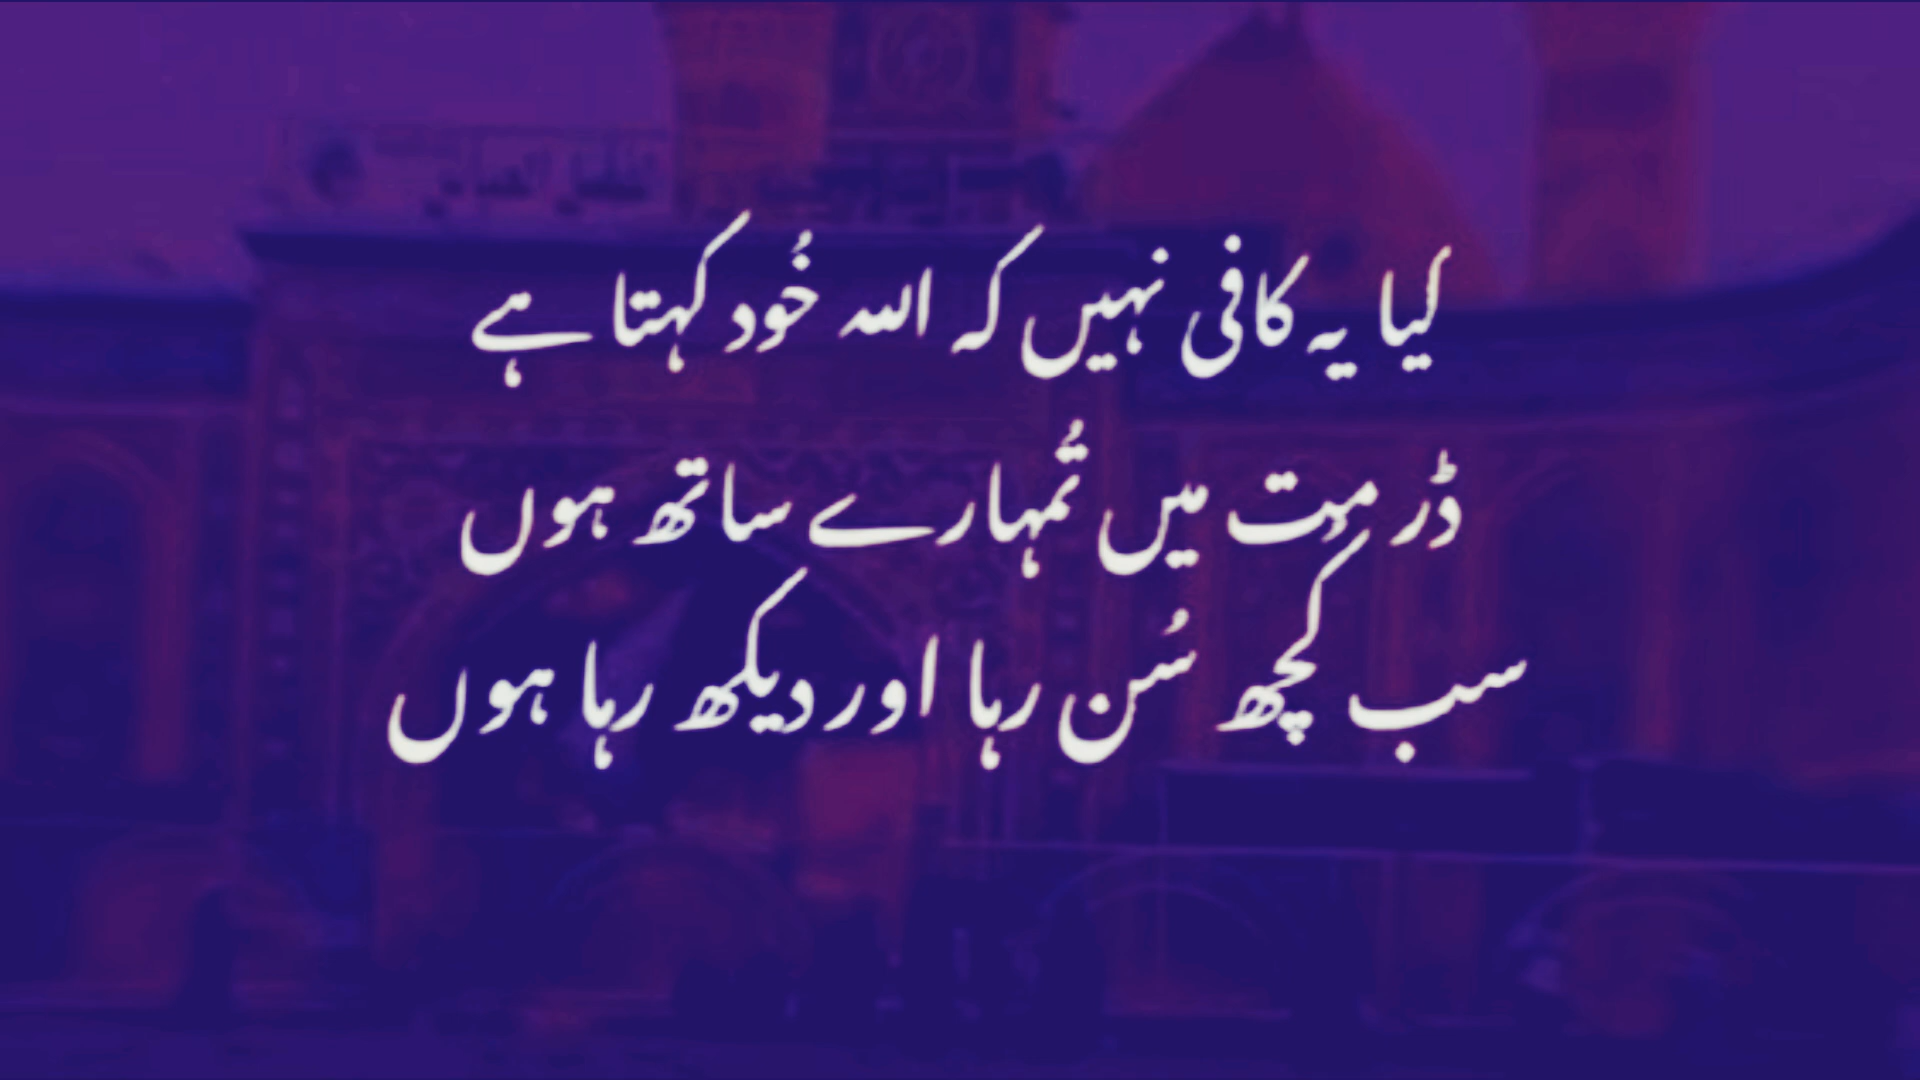 کیا یہ کافی نہیں کہ اللہ خُود کہتا ہے
ڈر مت میں تُمہارے ساتھ ہوں
سب کُچھ سُن رہا اور دیکھ رہا ہوں